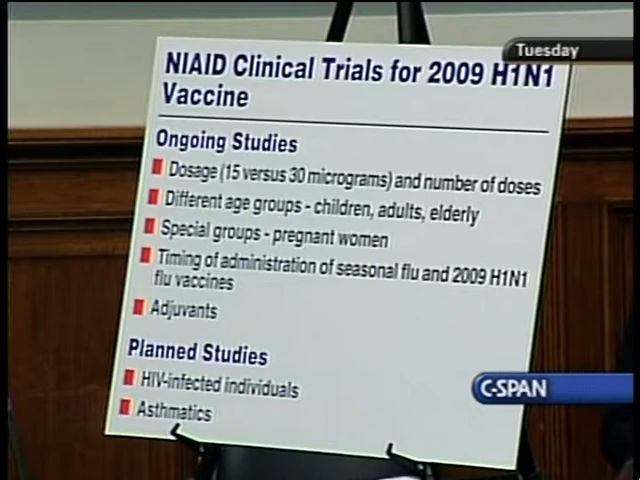 Tuesday
NIAID Clinical Trials for 2009 H1N1
Vaccine
Ongoing Studies
Dosage (15 versus 30 micrograms) and number of doses
Different age groups - children, adults, elderly
Special groups - pregnant women
Timing of administration of seasonal flu and 2009 H1N1
flu vaccines
Adjuvants
Planned Studies
HIV-infected individuals
Asthmatics
C-SPAN